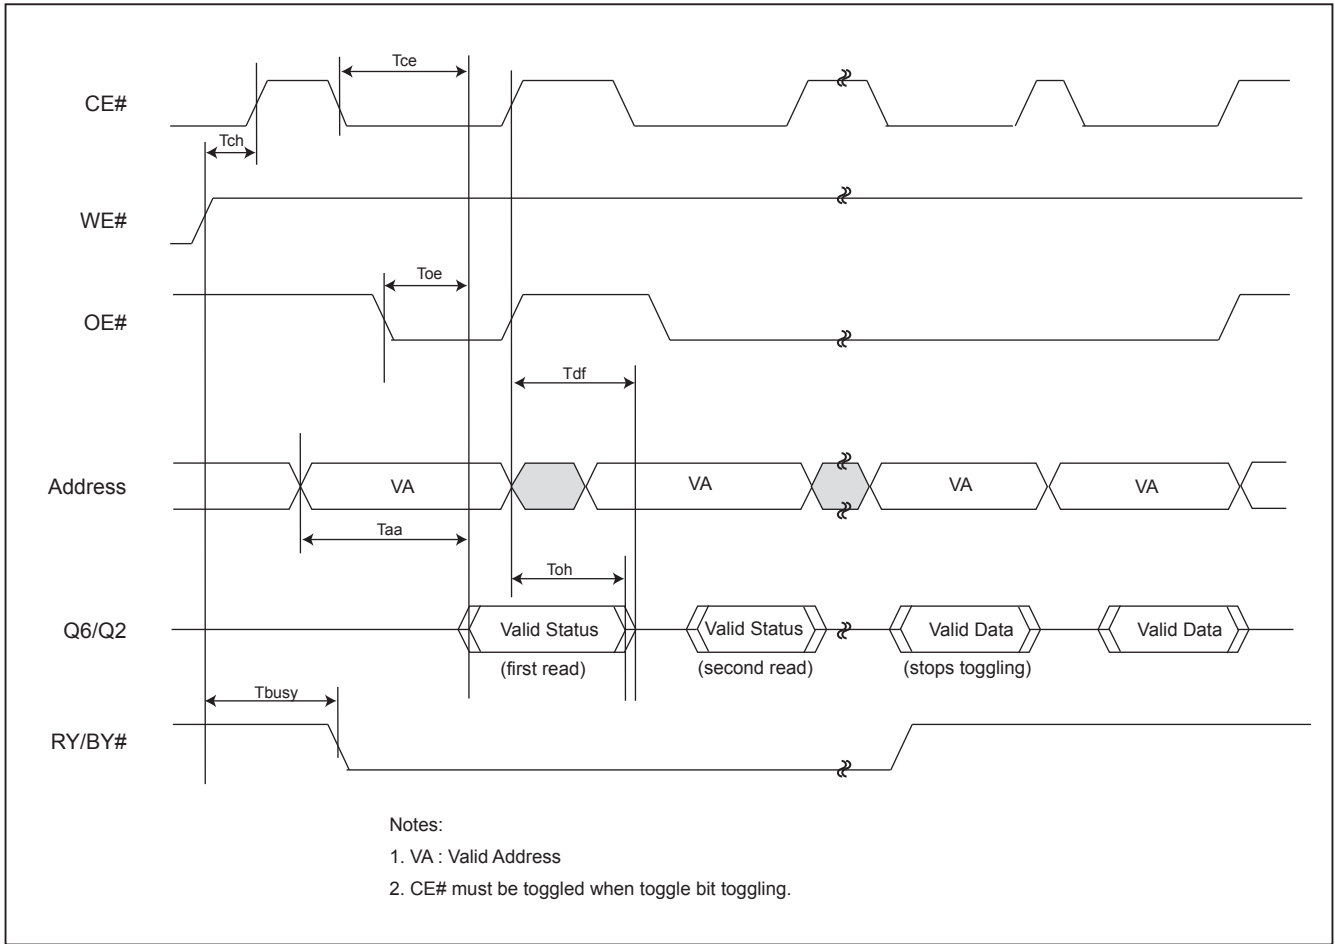 Tce
CE#
Tch
WE#
Toe
OE#
Tdf
Address
VA
VA
VA
VA
Taa
Toh
Q6/Q2
Valid Status
Valid Status
Valid Data
Valid Data
(first read)
(second read)
(stops toggling)
Tbusy
RY/BY#
Notes:
1. VA : Valid Address
2. CE# must be toggled when toggle bit toggling.